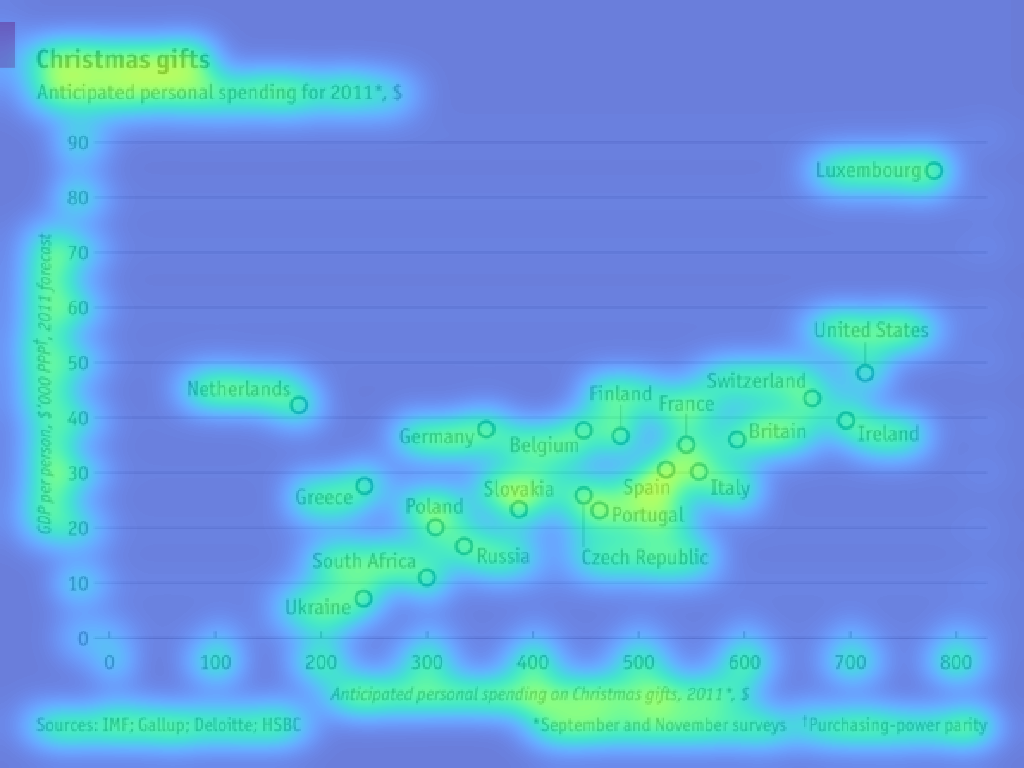 Christmas gifts
Anticipated personal spending for 2011*, $
90
Luxembourg
80
70
60
United States
50
Switzerland
Netherlands
Finland
France
40
Britain
Ireland
Germany
Belgium
30
Spain
Italy
Slovakia
Greece
Poland
Portugal
20
Czech Republic
Russia
South Africa
10
Ukraine
0
GDP per person, $'000 PPP†, 2011 forecast
0 100 200 300 400 500 600 700 800
Anticipated personal spending on Christmas gifts, 2011*, $
Sources: IMF; Gallup; Deloitte; HSBC
*September and November surveys †Purchasing-power parity